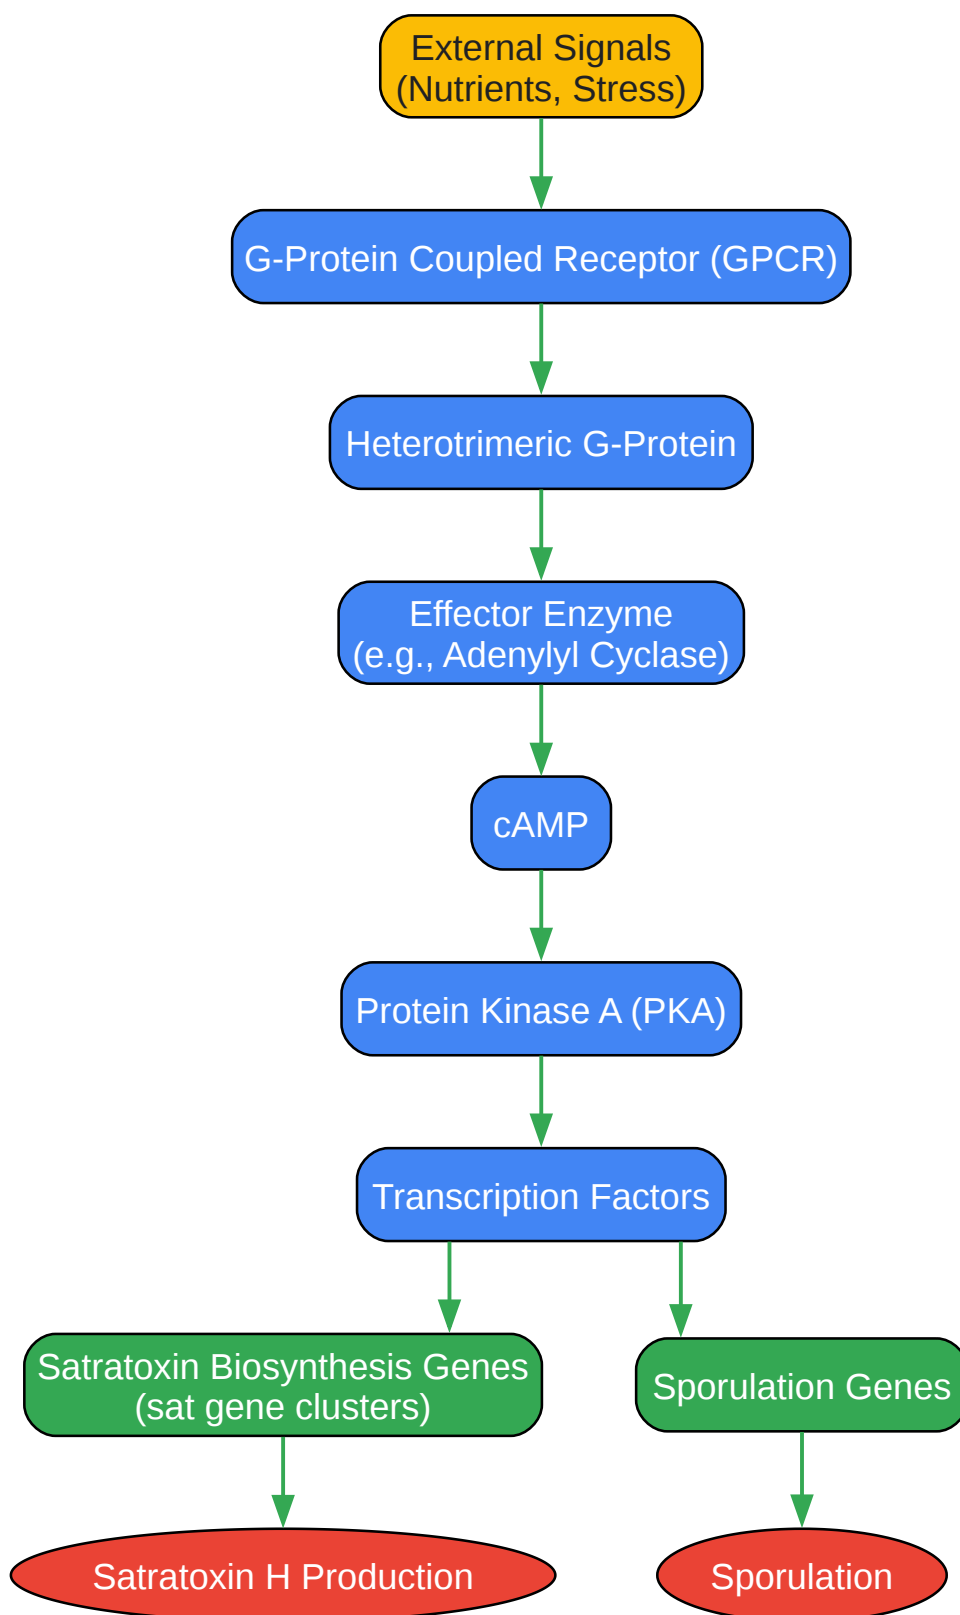 External Signals
(Nutrients, Stress)
G-Protein Coupled Receptor (GPCR)
Heterotrimeric G-Protein
Effector Enzyme
(e.g., Adenylyl Cyclase)
cAMP
Protein Kinase A (PKA)
Transcription Factors
Satratoxin Biosynthesis Genes
(sat gene clusters)
Sporulation Genes
Satratoxin H Production
Sporulation